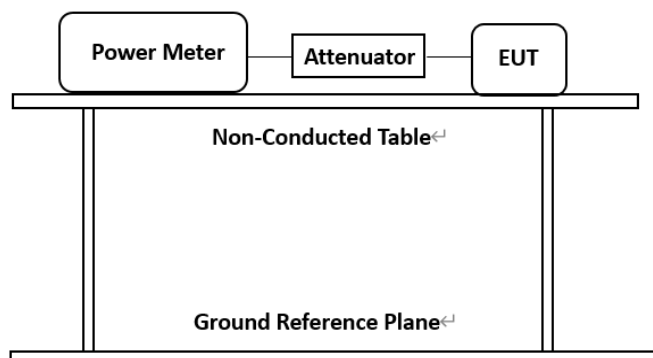 Power Meter
Attenuator
EUT
Non-Conducted Table↵
Ground Reference Plane↵